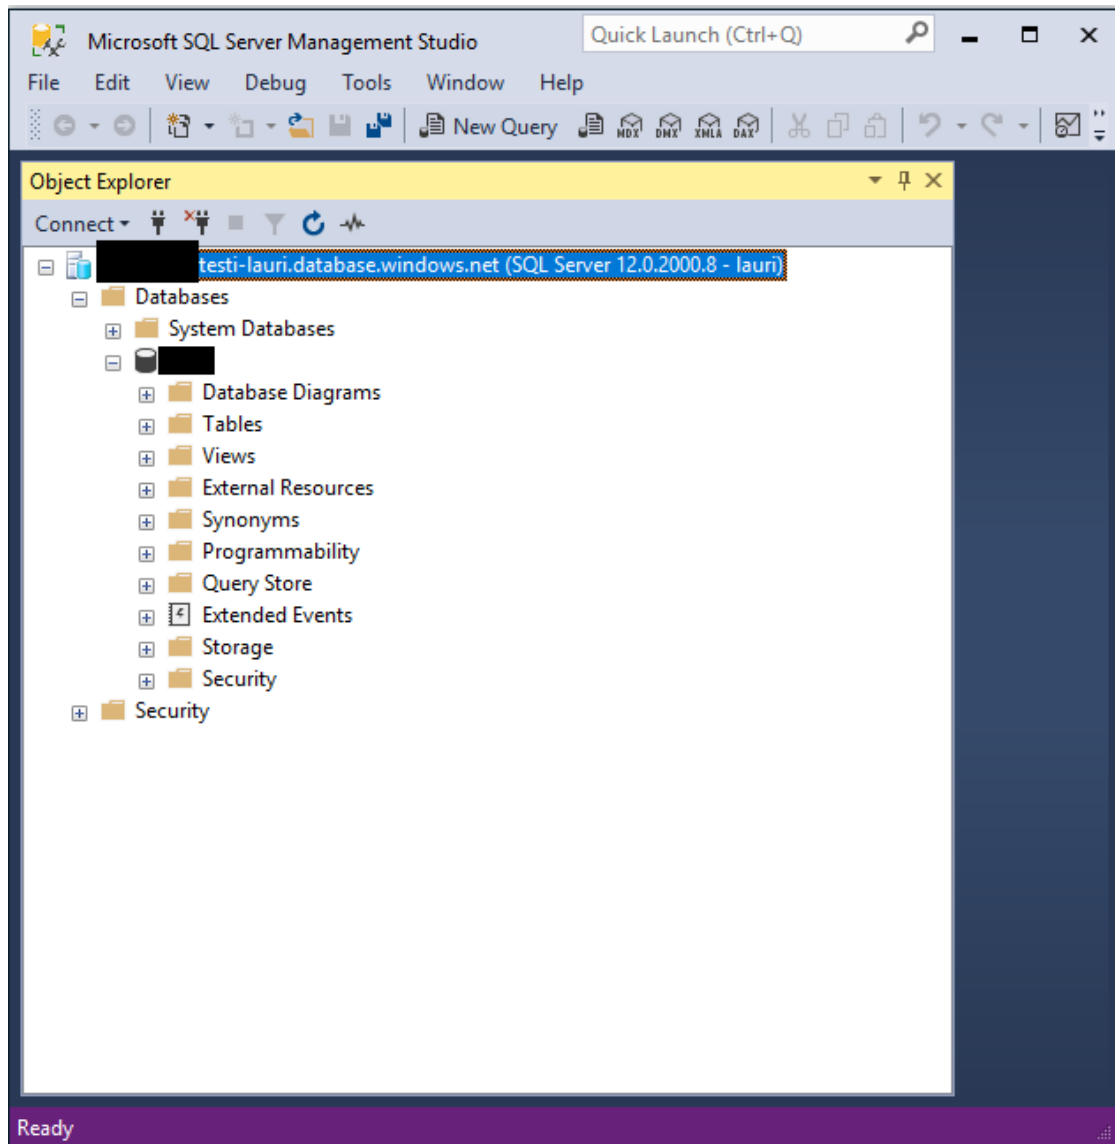 Microsoft SQL Server Management Studio
Quick Launch (Ctrl+Q)
File Edit View Debug Tools Window Help
New Query MDX DMX XMLA DAX
Object Explorer
Connect
testi-lauri.database.windows.net (SQL Server 12.0.2000.8 - lauri)
Databases
System Databases
Database Diagrams
Tables
Views
External Resources
Synonyms
Programmability
Query Store
Extended Events
Storage
Security
Security
Ready